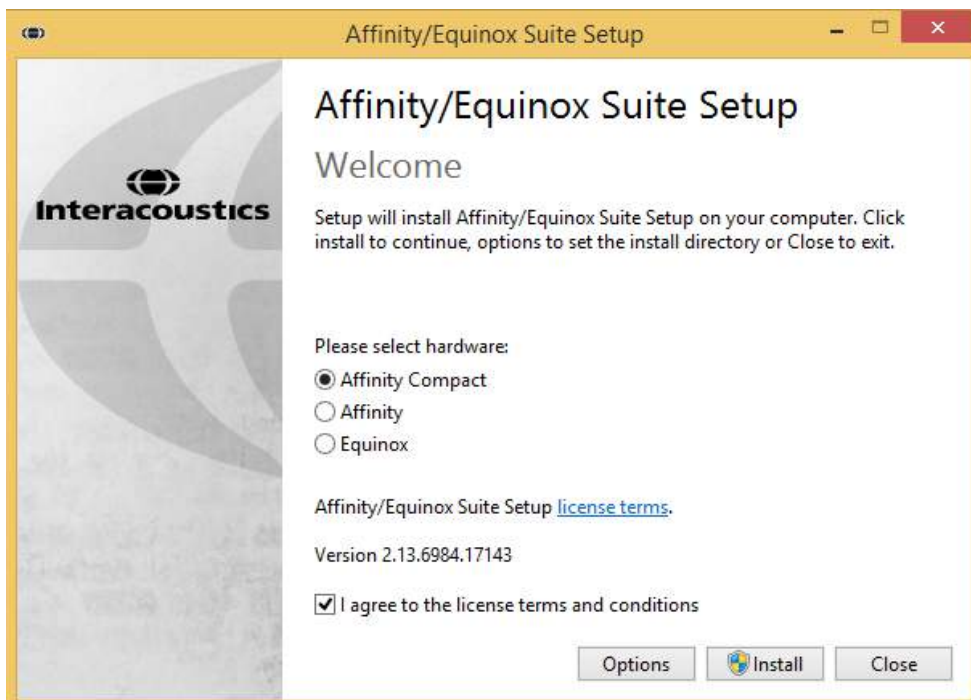 Affinity/Equinox Suite Setup
Interacoustics
Affinity/Equinox Suite Setup
Welcome
Setup will install Affinity/Equinox Suite Setup on your computer. Click
install to continue, options to set the install directory or Close to exit.
Please select hardware:
Affinity Compact
Affinity
Equinox
Affinity/Equinox Suite Setup license terms.
Version 2.13.6984.17143
I agree to the license terms and conditions
Options Install Close